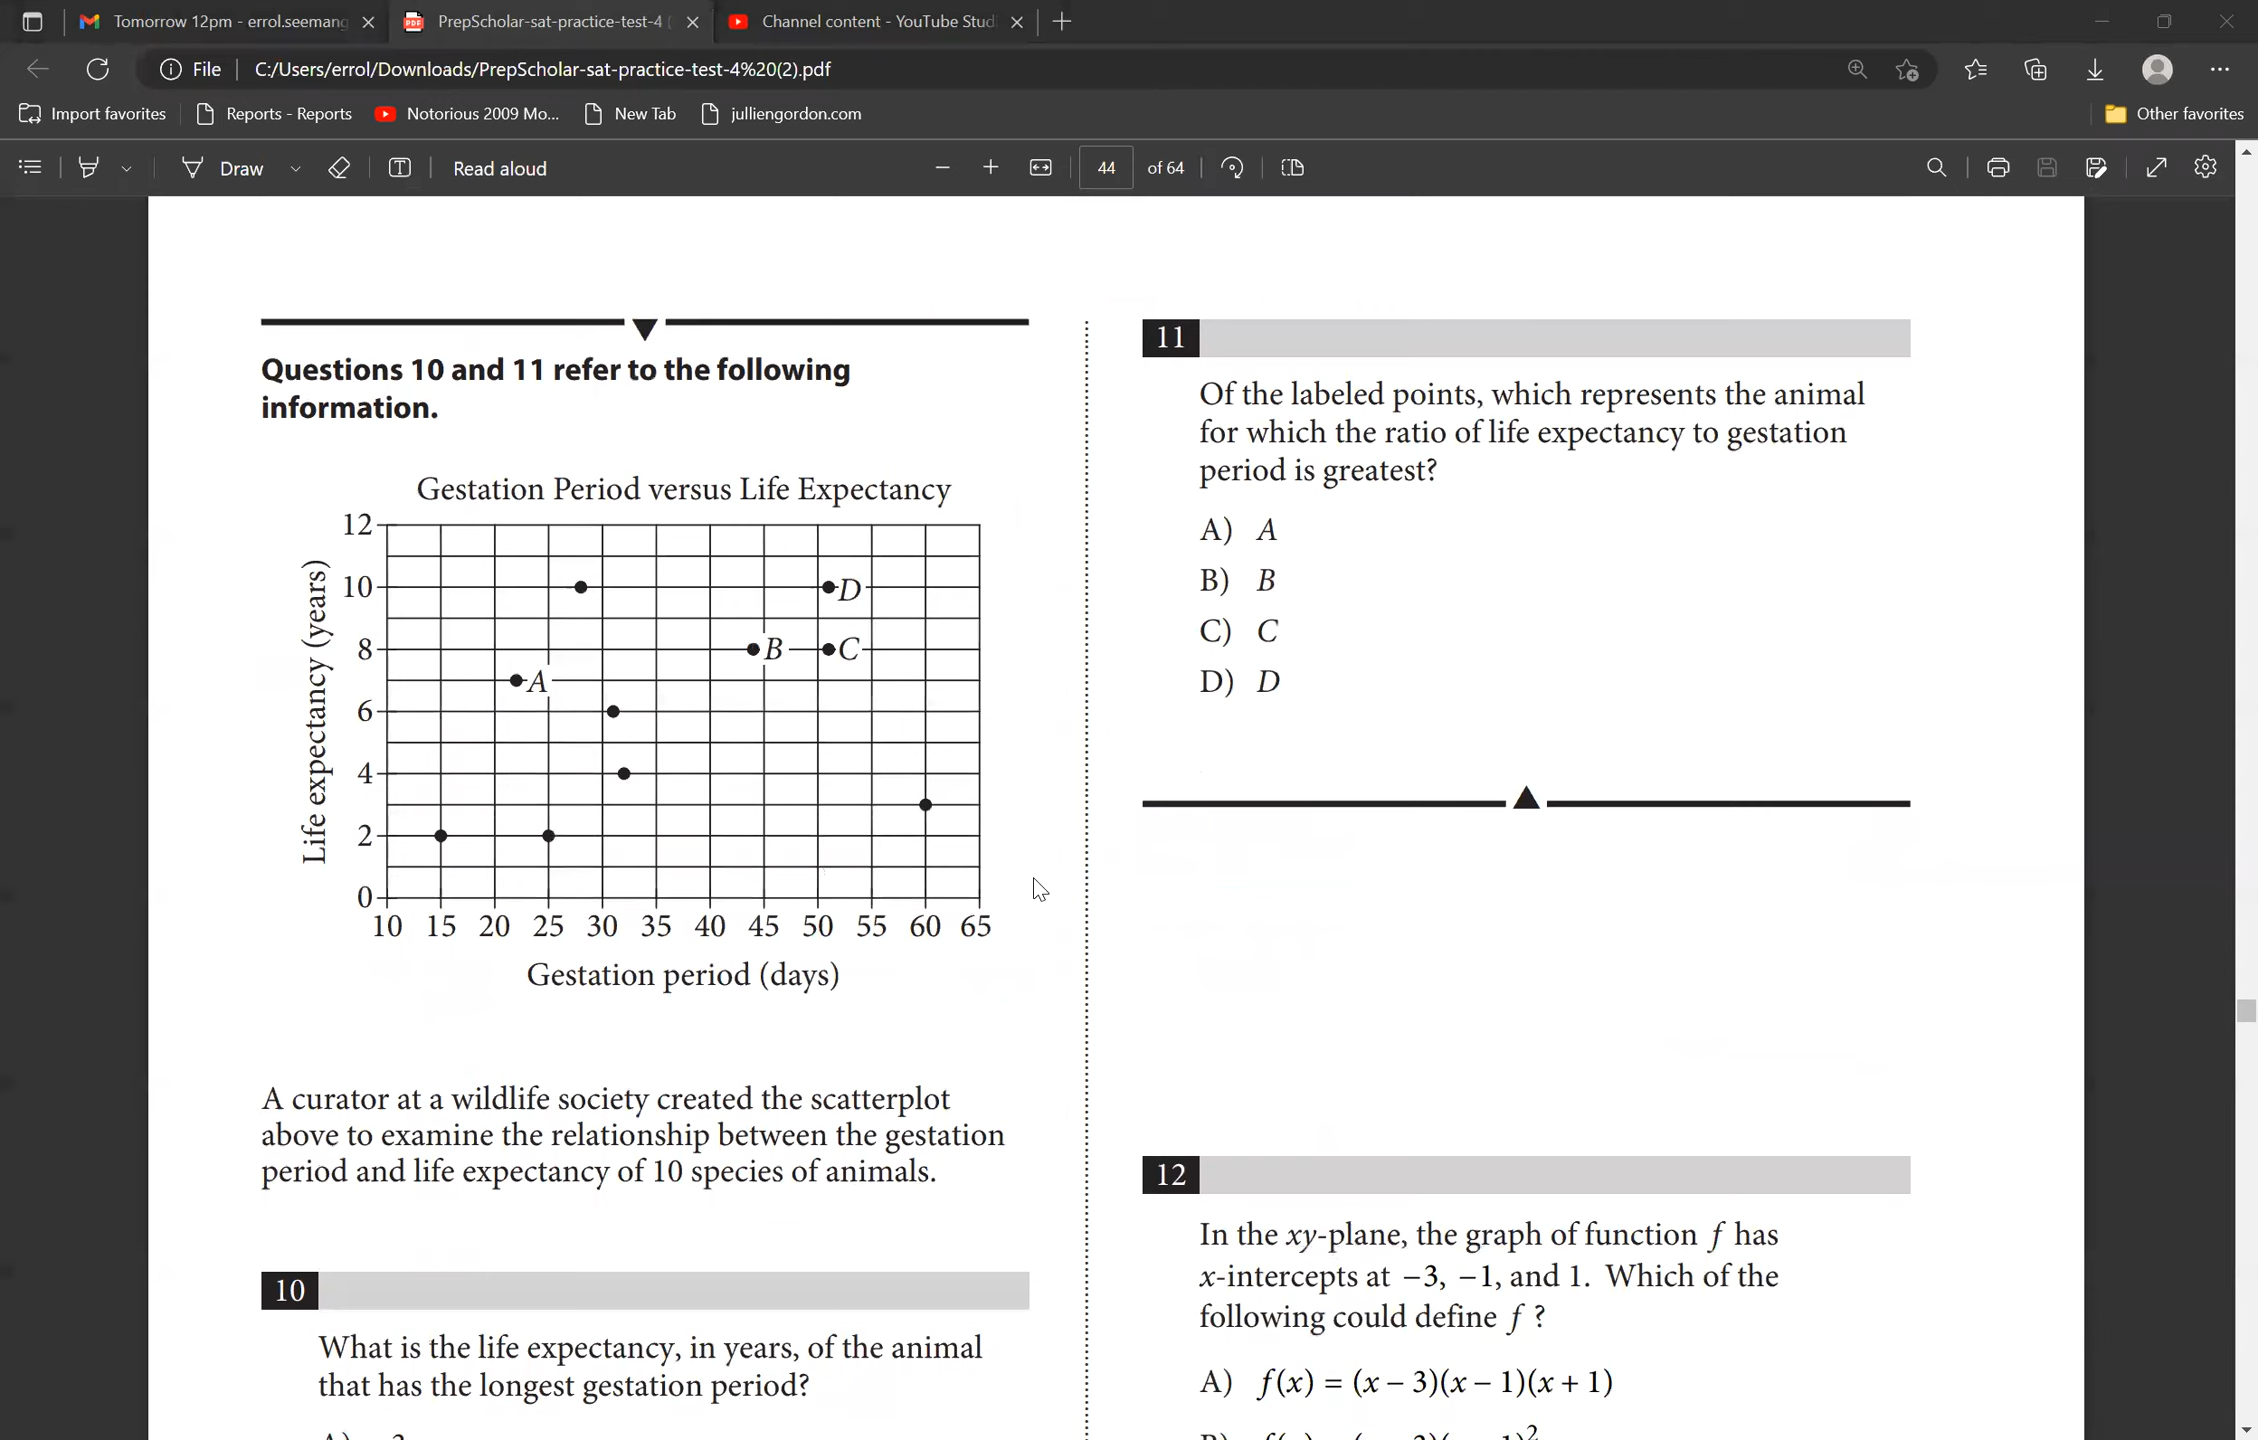 Tomorrow 12pm - errol.seemang
PrepScholar-sat-practice-test-4 (
Channel content - YouTube Stud
File
C:/Users/errol/Downloads/PrepScholar-sat-practice-test-4%20(2).pdf
Import favorites
Reports - Reports
Notorious 2009 Mo...
New Tab
julliengordon.com
Other favorites
Draw
Read aloud
44
of 64
Questions 10 and 11 refer to the following
information.
Gestation Period versus Life Expectancy
Life expectancy (years)
12
10
8
6
4
2
0
D
B
C
A
10 15 20 25 30 35 40 45 50 55 60 65
Gestation period (days)
A curator at a wildlife society created the scatterplot
above to examine the relationship between the gestation
period and life expectancy of 10 species of animals.
10
What is the life expectancy, in years, of the animal
that has the longest gestation period?
11
Of the labeled points, which represents the animal
for which the ratio of life expectancy to gestation
period is greatest?
A) A
B) B
C) C
D) D
12
In the xy-plane, the graph of function f has
x-intercepts at −3, −1, and 1. Which of the
following could define f ?
A) f(x) = (x − 3)(x − 1)(x + 1)